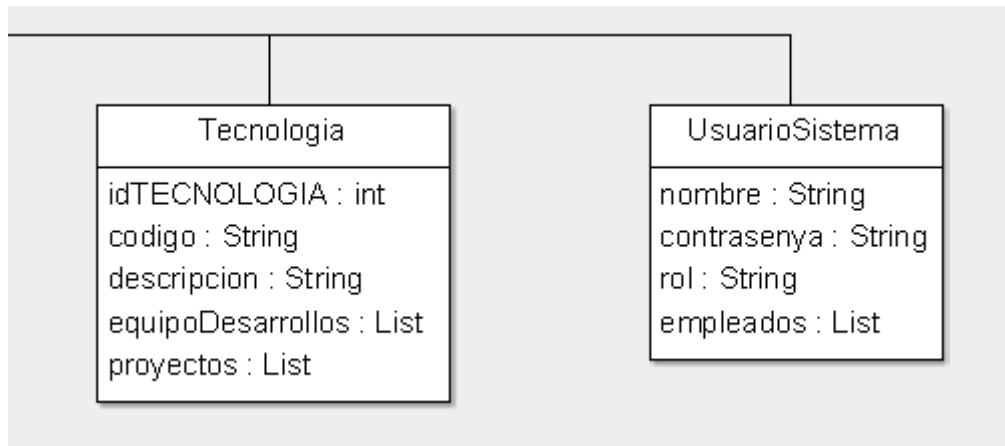 Tecnologia
idTECNOLOGIA : int
codigo : String
descripcion : String
equipoDesarrollos : List
proyectos : List
UsuarioSistema
nombre : String
contrasenya : String
rol : String
empleados : List